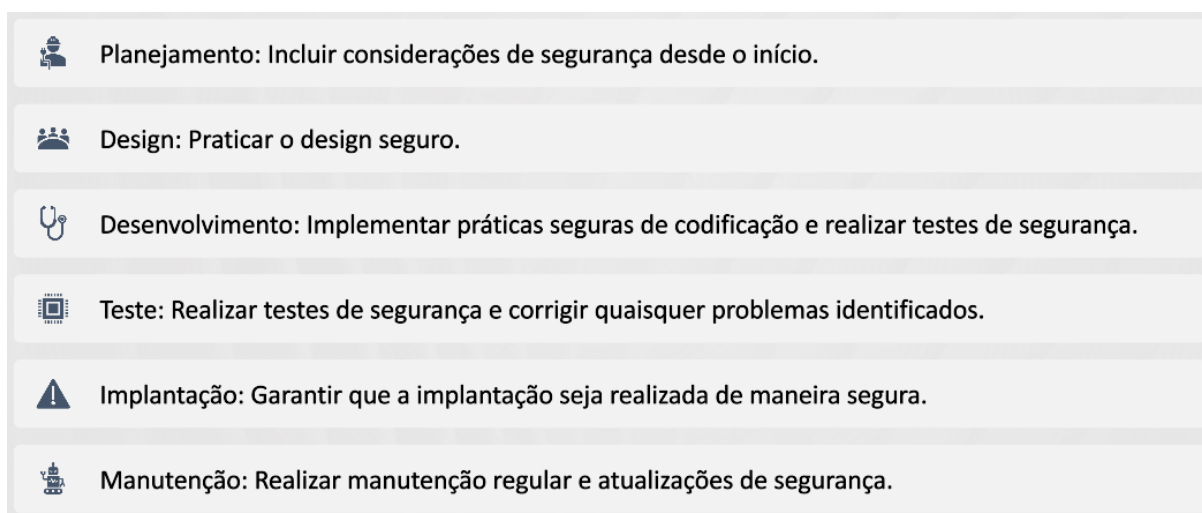 Planejamento: Incluir considerações de segurança desde o início.
Design: Praticar o design seguro.
Desenvolvimento: Implementar práticas seguras de codificação e realizar testes de segurança.
Teste: Realizar testes de segurança e corrigir quaisquer problemas identificados.
Implantação: Garantir que a implantação seja realizada de maneira segura.
Manutenção: Realizar manutenção regular e atualizações de segurança.